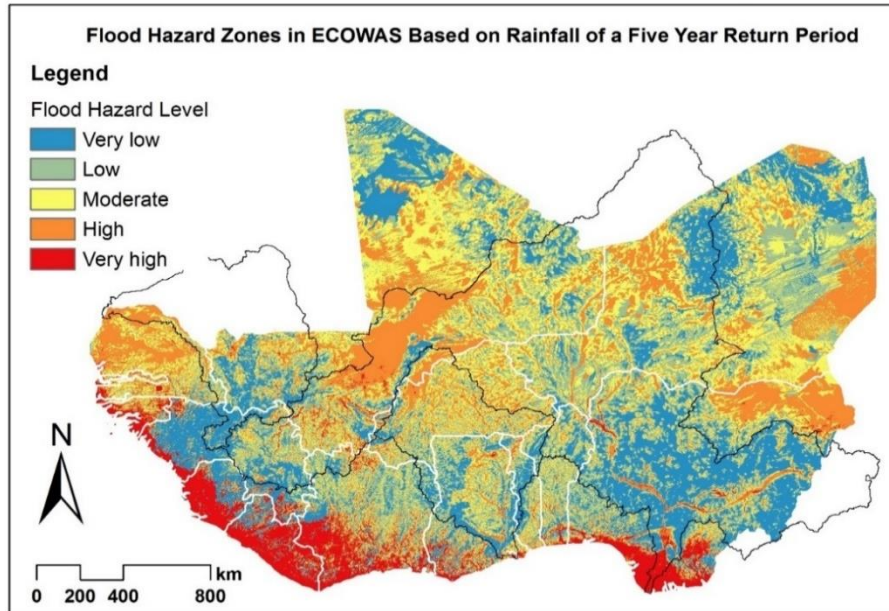 Flood Hazard Zones in ECOWAS Based on Rainfall of a Five Year Return Period
Legend
Flood Hazard Level
Very low
Low
Moderate
High
Very high
N
km
0 200 400 800